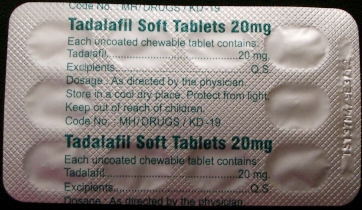 Code No. : MH/DRUGS / KD-19
Tadalafil Soft Tablets 20mg
Each uncoated chewable tablet contains:
Tadalafil....................................20 mg.
Excipients....................................Q.S.
Dosage : As directed by the physician.
Store in a cool dry place. Protect from light.
Keep out of reach of children.
Code No. : MH/DRUGS / KD-19
Tadalafil Soft Tablets 20mg
Each uncoated chewable tablet contains:
Tadalafil....................................20 mg.
Excipients....................................Q.S.
Dosage : As directed by the physician.